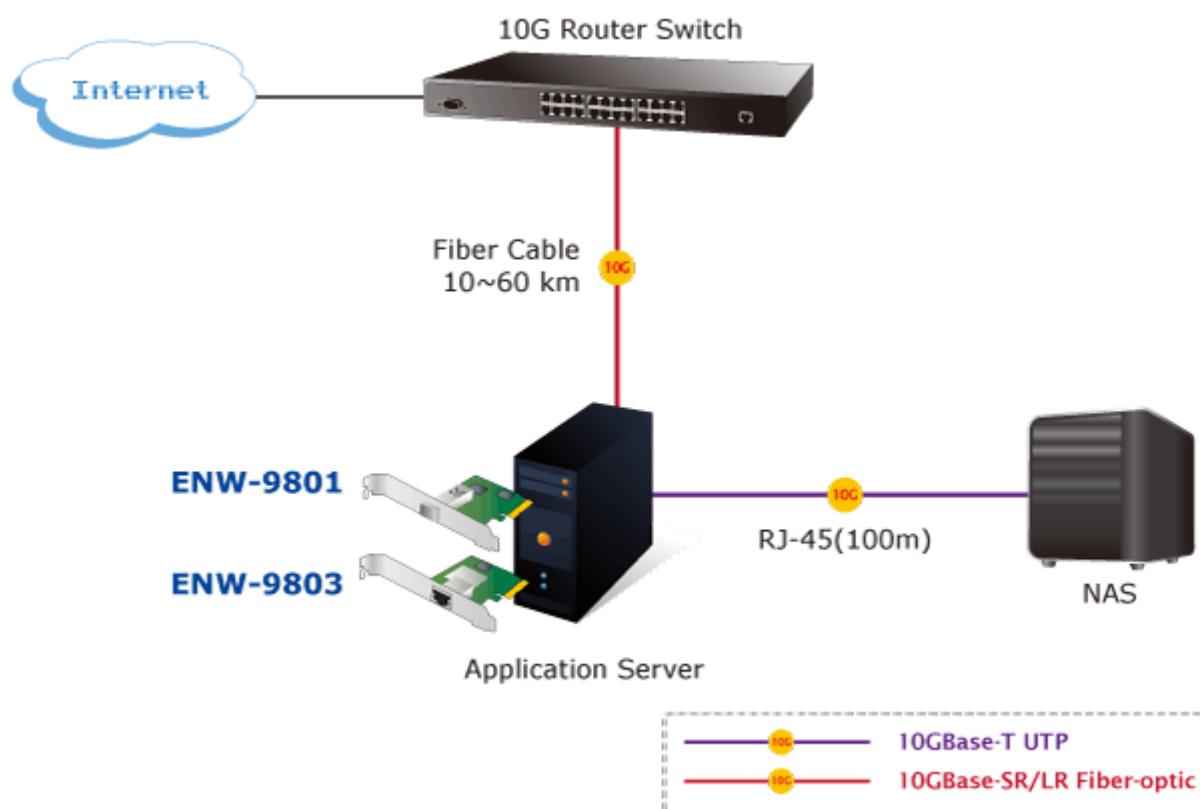 10G Router Switch
Internet
Fiber Cable
10~60 km
10G
ENW-9801
ENW-9803
10G
RJ-45(100m)
NAS
Application Server
10G 10GBase-T UTP
10G 10GBase-SR/LR Fiber-optic